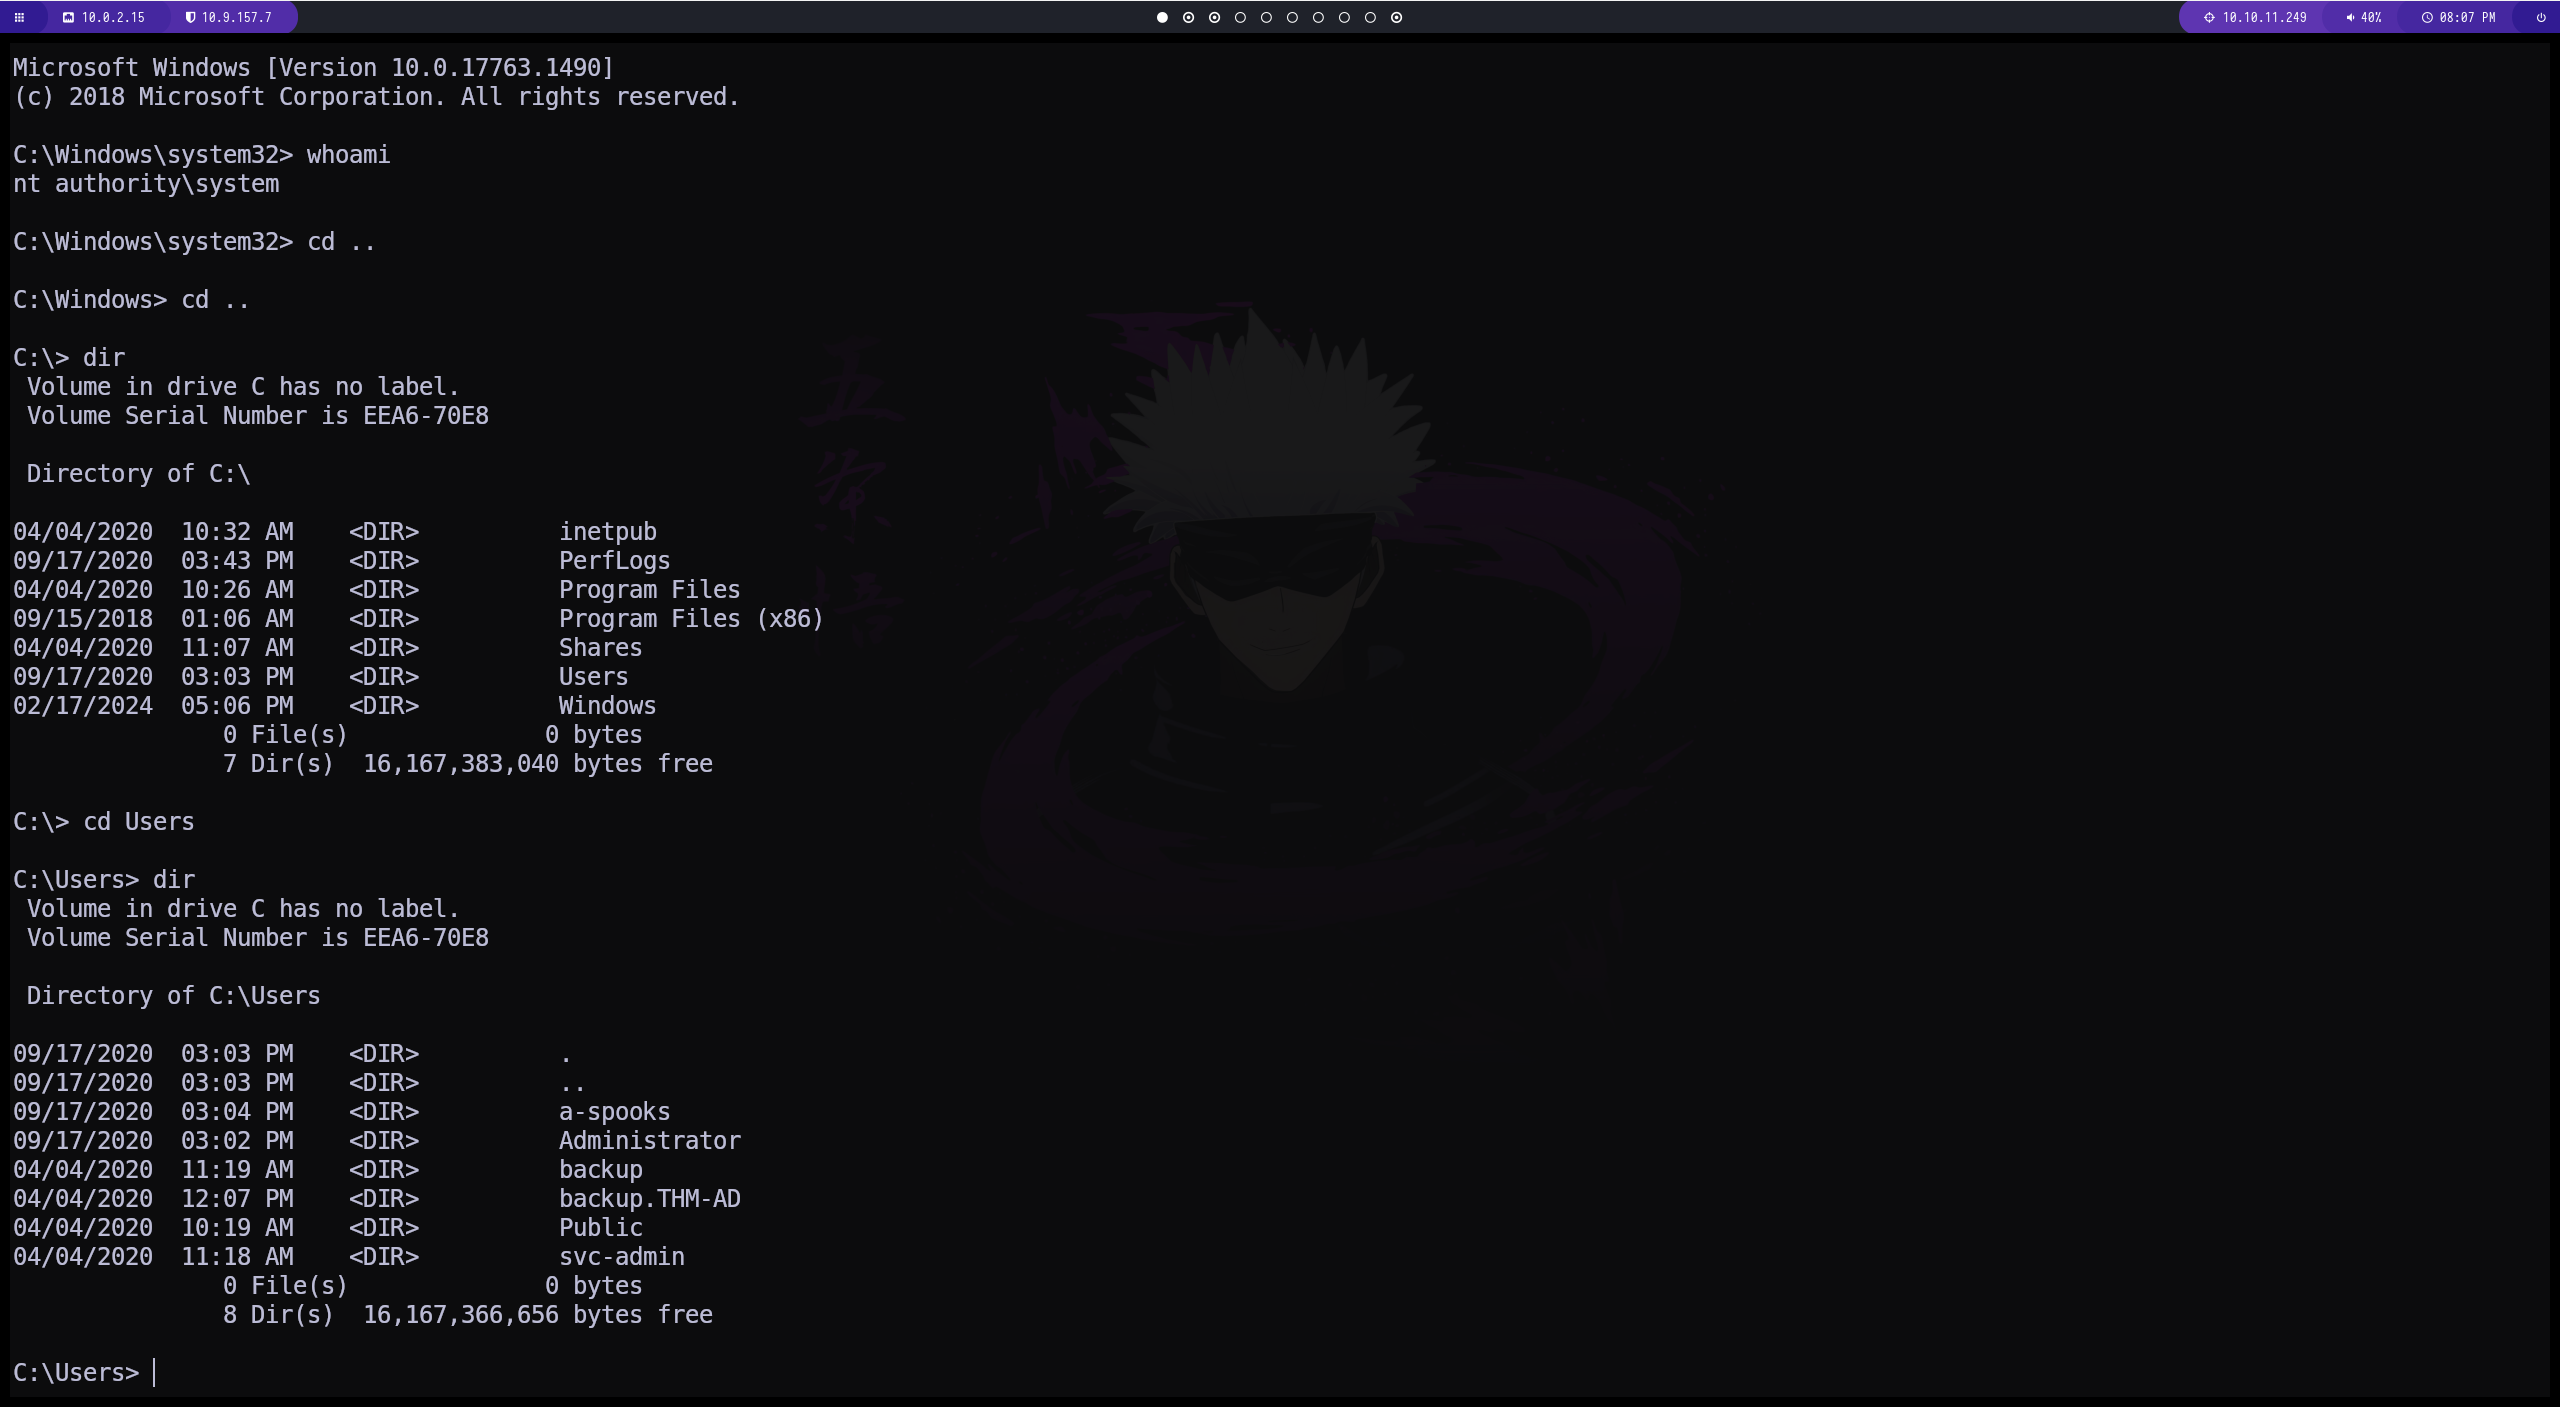 10.0.2.15 10.9.157.7 10.10.11.249 40% 08:07 PM
Microsoft Windows [Version 10.0.17763.1490]
(c) 2018 Microsoft Corporation. All rights reserved.
C:\Windows\system32> whoami
nt authority\system
C:\Windows\system32> cd ..
C:\Windows> cd ..
C:\> dir
Volume in drive C has no label.
Volume Serial Number is EEA6-70E8
Directory of C:\
04/04/2020  10:32 AM    <DIR>          inetpub
09/17/2020  03:43 PM    <DIR>          PerfLogs
04/04/2020  10:26 AM    <DIR>          Program Files
09/15/2018  01:06 AM    <DIR>          Program Files (x86)
04/04/2020  11:07 AM    <DIR>          Shares
09/17/2020  03:03 PM    <DIR>          Users
02/17/2024  05:06 PM    <DIR>          Windows
0 File(s)              0 bytes
7 Dir(s)  16,167,383,040 bytes free
C:\> cd Users
C:\Users> dir
Volume in drive C has no label.
Volume Serial Number is EEA6-70E8
Directory of C:\Users
09/17/2020  03:03 PM    <DIR>          .
09/17/2020  03:03 PM    <DIR>          ..
09/17/2020  03:04 PM    <DIR>          a-spooks
09/17/2020  03:02 PM    <DIR>          Administrator
04/04/2020  11:19 AM    <DIR>          backup
04/04/2020  12:07 PM    <DIR>          backup.THM-AD
04/04/2020  10:19 AM    <DIR>          Public
04/04/2020  11:18 AM    <DIR>          svc-admin
0 File(s)              0 bytes
8 Dir(s)  16,167,366,656 bytes free
C:\Users>
五条悟